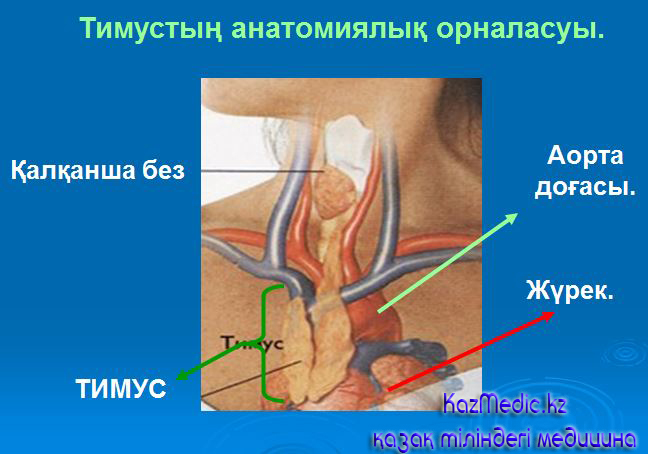 Тимустың анатомиялық орналасуы.
Қалқанша без
Аорта
доғасы.
Жүрек.
Тимус
ТИМУС
KazMedic.kz
қазақ тіліндегі медицина